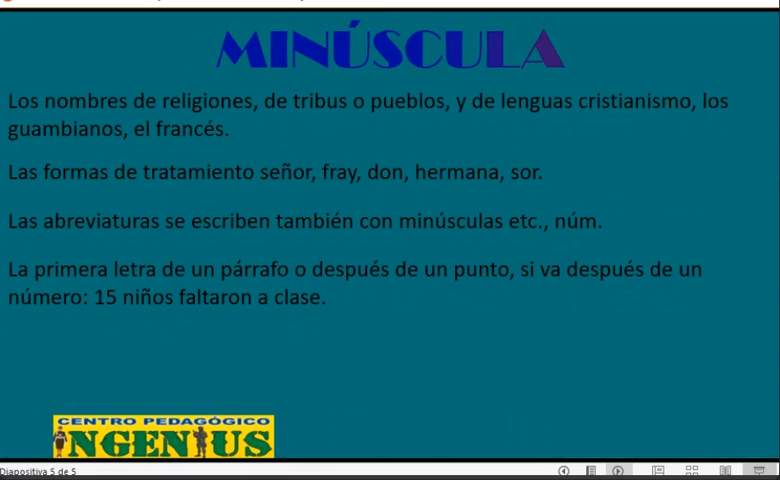 MINÚSCULA
Los nombres de religiones, de tribus o pueblos, y de lenguas cristianismo, los
guambianos, el francés.
Las formas de tratamiento señor, fray, don, hermana, sor.
Las abreviaturas se escriben también con minúsculas etc., núm.
La primera letra de un párrafo o después de un punto, si va después de un
número: 15 niños faltaron a clase.
CENTRO PEDAGÓGICO
INGENIUS
Diapositiva 5 de 5